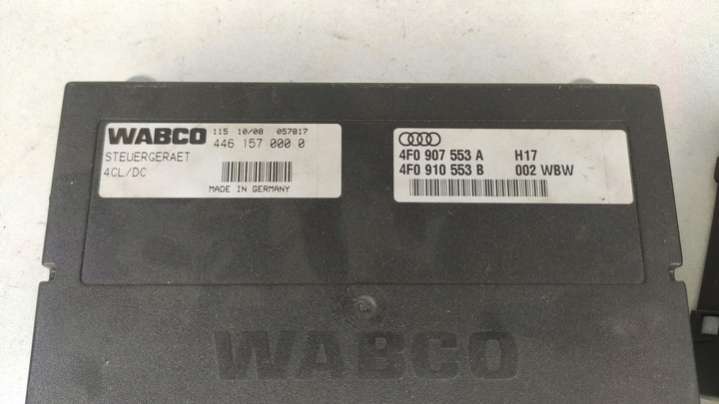 WABCO 115 10/08 057817
446 157 000 0
STEUERGERAET
4CL/DC
MADE IN GERMANY
4F0 907 553 A H17
4F0 910 553 B 002 WBW
WABCO